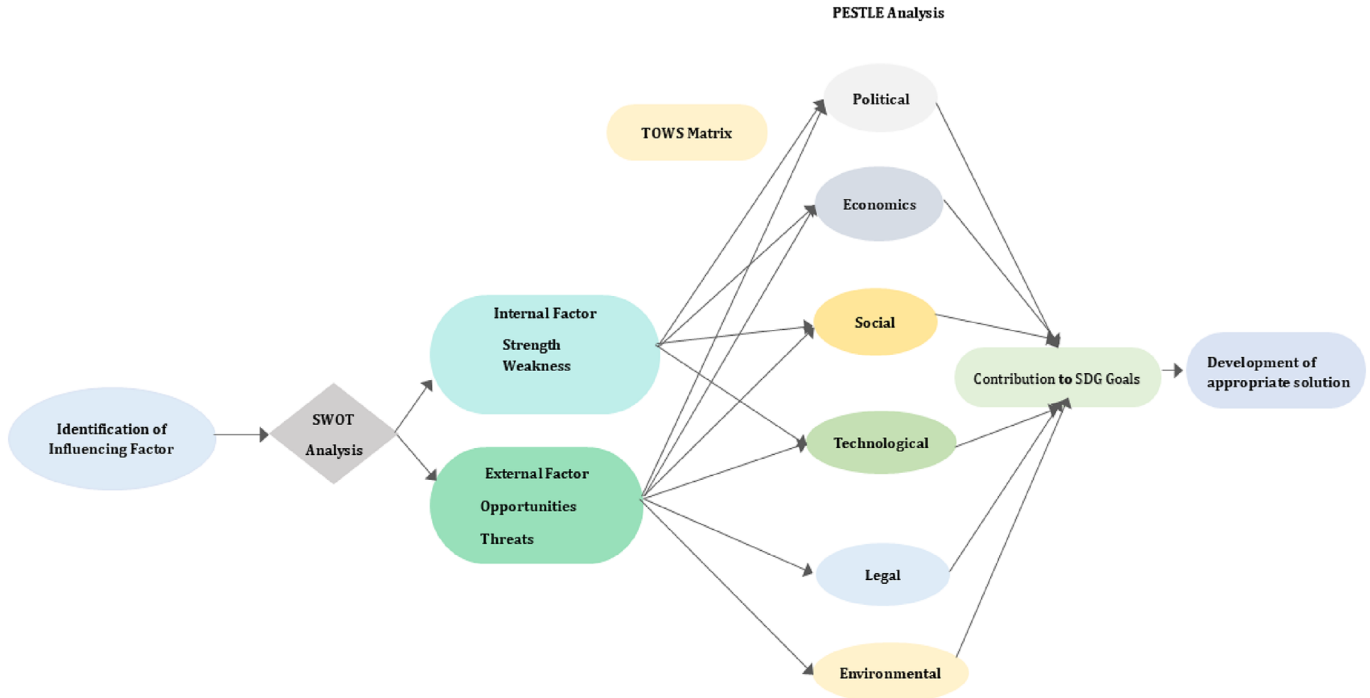 PESTLE Analysis
Political
TOWS Matrix
Economics
Internal Factor
Strength
Weakness
Social
Contribution to SDG Goals
Development of
appropriate solution
Identification of
Influencing Factor
SWOT
Analysis
Technological
External Factor
Opportunities
Threats
Legal
Environmental